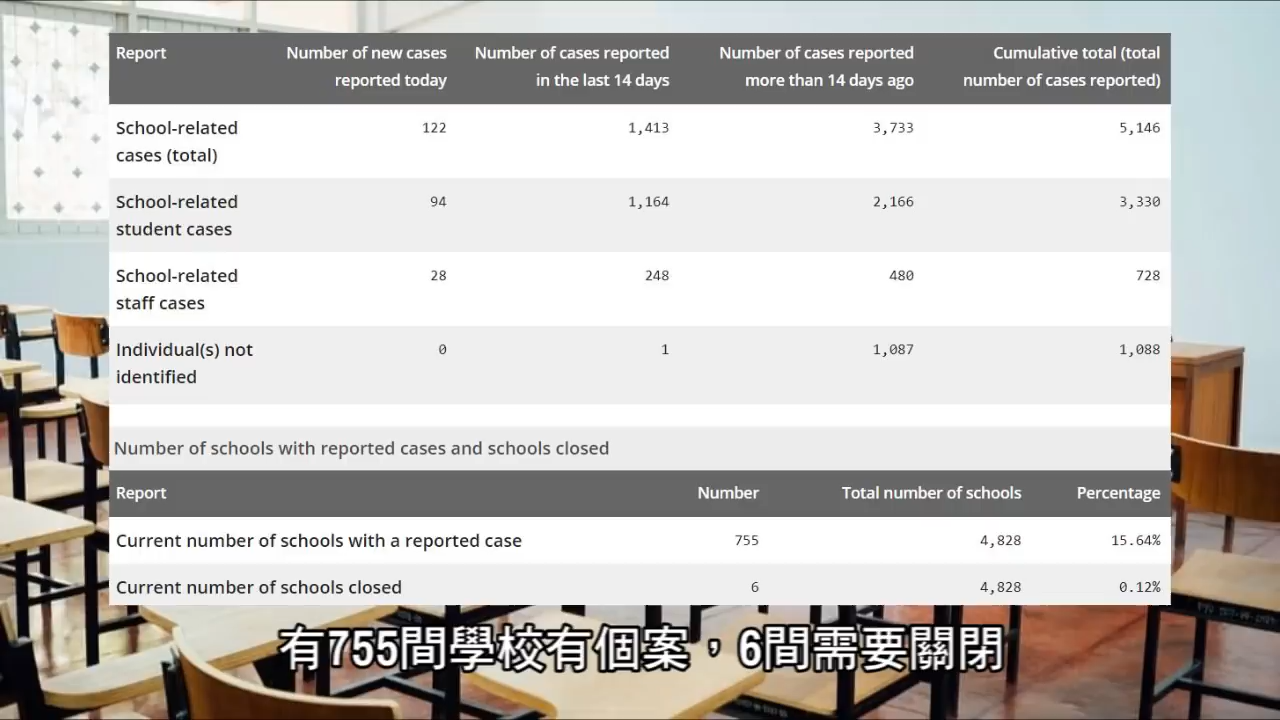 Report Number of new cases reported today Number of cases reported in the last 14 days Number of cases reported more than 14 days ago Cumulative total (total number of cases reported)
School-related cases (total) 122 1,413 3,733 5,146
School-related student cases 94 1,164 2,166 3,330
School-related staff cases 28 248 480 728
Individual(s) not identified 0 1 1,087 1,088
Number of schools with reported cases and schools closed
Report Number Total number of schools Percentage
Current number of schools with a reported case 755 4,828 15.64%
Current number of schools closed 6 4,828 0.12%
有755間學校有個案，6間需要關閉